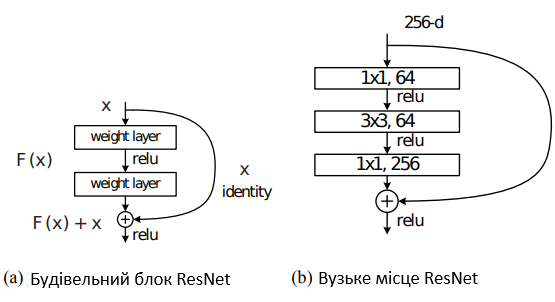 x
weight layer
relu
F(x)
weight layer
x
identity
F(x) + x
relu
(a) Будівельний блок ResNet
256-d
1x1, 64
relu
3x3, 64
relu
1x1, 256
relu
(b) Вузьке місце ResNet